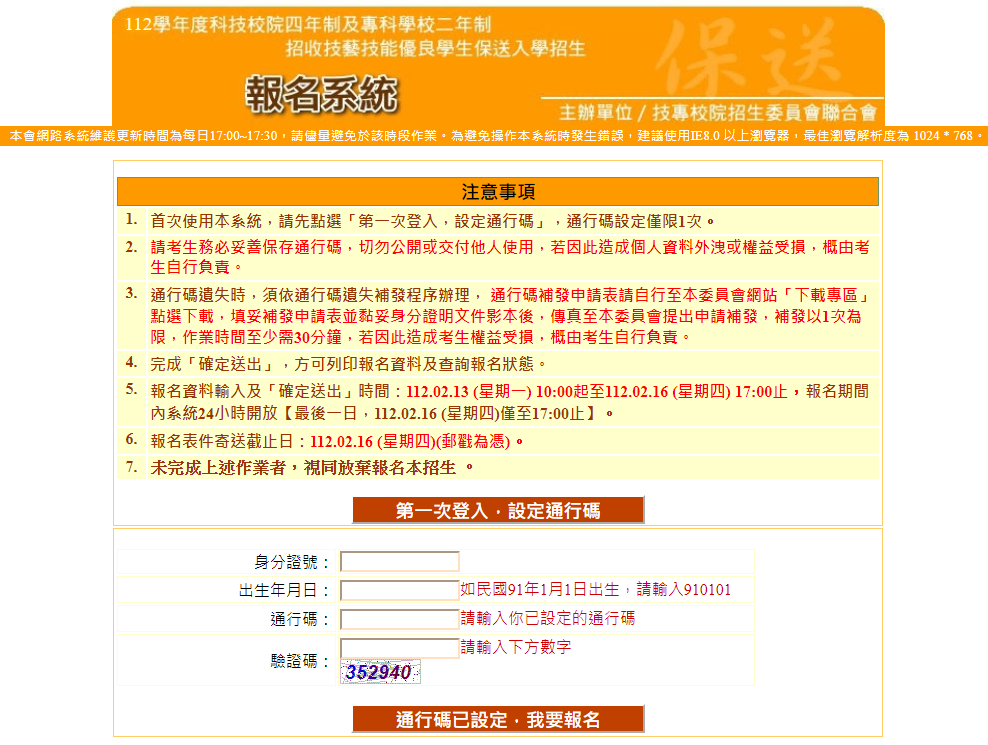 112學年度科技校院四年制及專科學校二年制
招收技藝技能優良學生保送入學招生
保送
報名系統
主辦單位 / 技專校院招生委員會聯合會
本會網路系統維護更新時間為每日17:00~17:30，請儘量避免於該時段作業。為避免操作本系統時發生錯誤，建議使用IE8.0 以上瀏覽器，最佳瀏覽解析度為 1024 * 768。
注意事項
1. 首次使用本系統，請先點選「第一次登入，設定通行碼」，通行碼設定僅限1次。
2. 請考生務必妥善保存通行碼，切勿公開或交付他人使用，若因此造成個人資料外洩或權益受損，概由考
生自行負責。
3. 通行碼遺失時，須依通行碼遺失補發程序辦理， 通行碼補發申請表請自行至本委員會網站「下載專區」
點選下載，填妥補發申請表並黏妥身分證明文件影本後，傳真至本委員會提出申請補發，補發以1次為
限，作業時間至少需30分鐘，若因此造成考生權益受損，概由考生自行負責。
4. 完成「確定送出」，方可列印報名資料及查詢報名狀態。
5. 報名資料輸入及「確定送出」時間：112.02.13 (星期一) 10:00起至112.02.16 (星期四) 17:00止，報名期間
內系統24小時開放【最後一日，112.02.16 (星期四)僅至17:00止】。
6. 報名表件寄送截止日：112.02.16 (星期四)(郵戳為憑)。
7. 未完成上述作業者，視同放棄報名本招生 。
第一次登入．設定通行碼
身分證號：
出生年月日： 如民國91年1月1日出生，請輸入910101
通行碼： 請輸入你已設定的通行碼
驗證碼： 請輸入下方數字
352940
通行碼已設定．我要報名